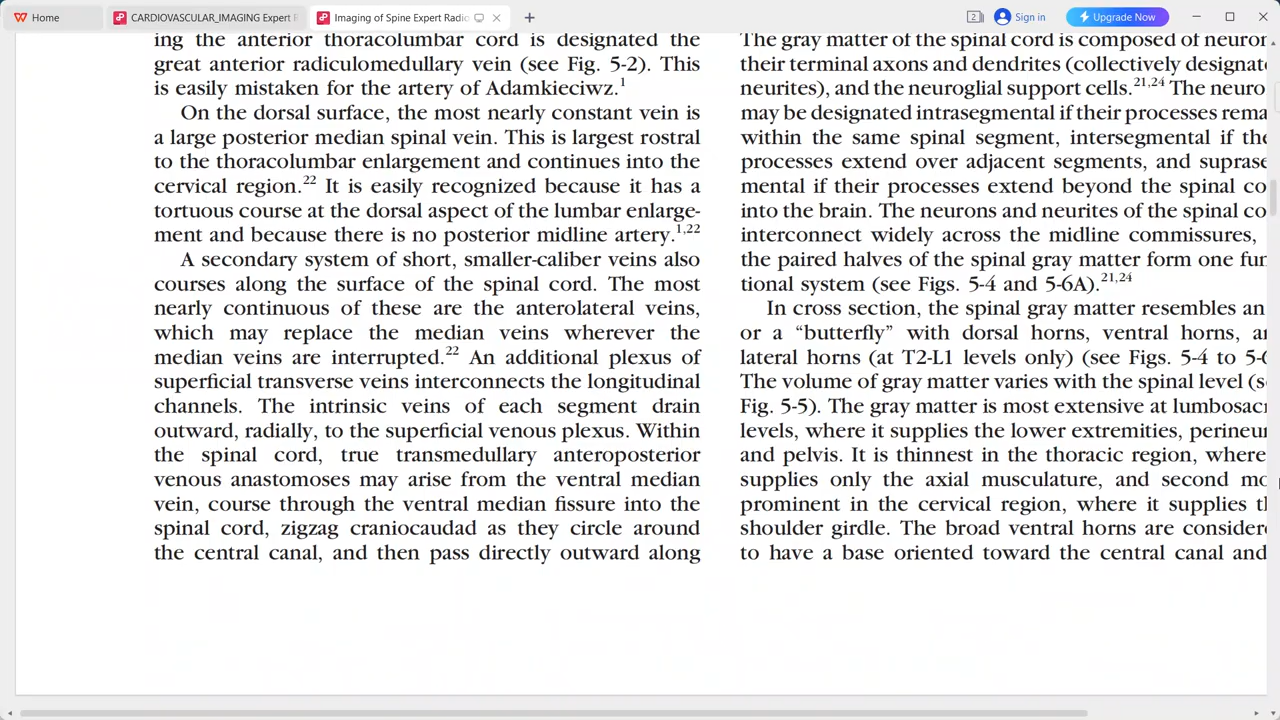 Home
CARDIOVASCULAR_IMAGING Expert
Imaging of Spine Expert Radio
Sign in
Upgrade Now
ing the anterior thoracolumbar cord is designated the
great anterior radiculomedullary vein (see Fig. 5-2). This
is easily mistaken for the artery of Adamkieciwz.1
On the dorsal surface, the most nearly constant vein is
a large posterior median spinal vein. This is largest rostral
to the thoracolumbar enlargement and continues into the
cervical region.22 It is easily recognized because it has a
tortuous course at the dorsal aspect of the lumbar enlarge-
ment and because there is no posterior midline artery.1,22
A secondary system of short, smaller-caliber veins also
courses along the surface of the spinal cord. The most
nearly continuous of these are the anterolateral veins,
which may replace the median veins wherever the
median veins are interrupted.22 An additional plexus of
superficial transverse veins interconnects the longitudinal
channels. The intrinsic veins of each segment drain
outward, radially, to the superficial venous plexus. Within
the spinal cord, true transmedullary anteroposterior
venous anastomoses may arise from the ventral median
vein, course through the ventral median fissure into the
spinal cord, zigzag craniocaudad as they circle around
the central canal, and then pass directly outward along
The gray matter of the spinal cord is composed of neuron
their terminal axons and dendrites (collectively designate
neurites), and the neuroglial support cells.21,24 The neuro
may be designated intrasegmental if their processes rema
within the same spinal segment, intersegmental if the
processes extend over adjacent segments, and suprase
mental if their processes extend beyond the spinal co
into the brain. The neurons and neurites of the spinal co
interconnect widely across the midline commissures,
the paired halves of the spinal gray matter form one fun
tional system (see Figs. 5-4 and 5-6A).21,24
In cross section, the spinal gray matter resembles an
or a “butterfly” with dorsal horns, ventral horns, an
lateral horns (at T2-L1 levels only) (see Figs. 5-4 to 5-6
The volume of gray matter varies with the spinal level (s
Fig. 5-5). The gray matter is most extensive at lumbosacr
levels, where it supplies the lower extremities, perineum
and pelvis. It is thinnest in the thoracic region, where
supplies only the axial musculature, and second mo
prominent in the cervical region, where it supplies th
shoulder girdle. The broad ventral horns are considere
to have a base oriented toward the central canal and